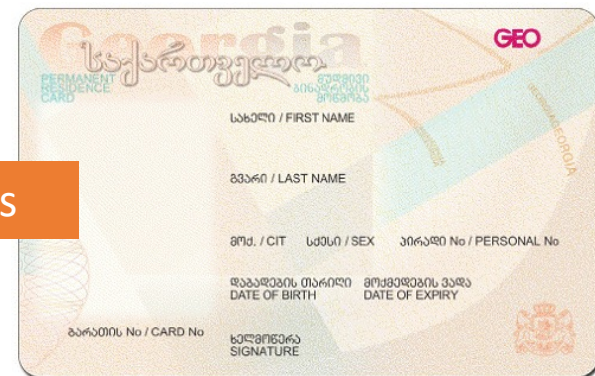 Georgia
GEO
საქართველო
PERMANENT
RESIDENCE
CARD
მუდმივი
ბინადრობის
მოწმობა
GEORGIA
სახელი / FIRST NAME
გვარი / LAST NAME
s
მოქ. / CIT სქესი / SEX პირადი No / PERSONAL No
დაბადების თარიღი მოქმედების ვადა
DATE OF BIRTH DATE OF EXPIRY
ბარათის No / CARD No
ხელმოწერა
SIGNATURE